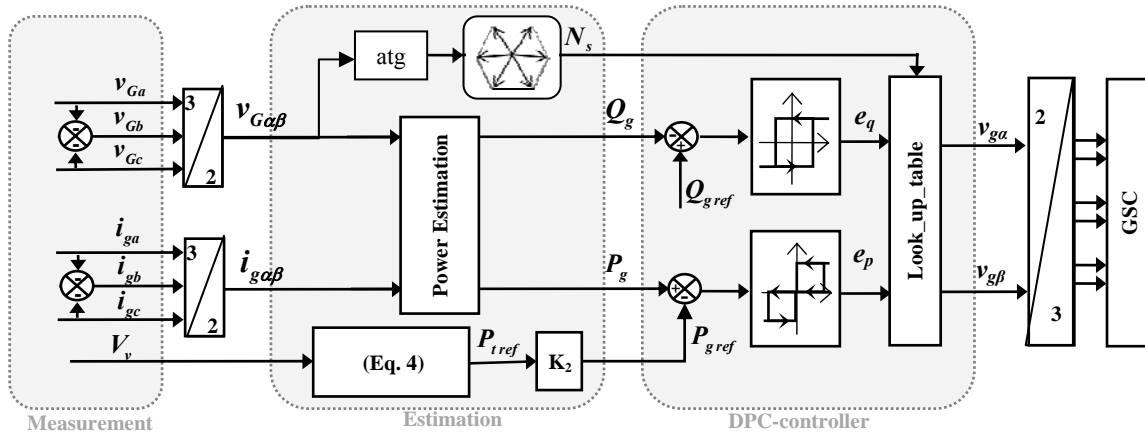 v_Ga
v_Gb
v_Gc
3
2
v_Gαβ
atg
N_s
i_ga
i_gb
i_gc
3
2
i_gαβ
Power Estimation
V_v
(Eq. 4)
P_t ref
K_2
Q_g
- +
Q_g ref
e_q
P_g
+ -
P_g ref
e_p
Look_up_table
v_gα
v_gβ
2
3
GSC
Measurement
Estimation
DPC-controller